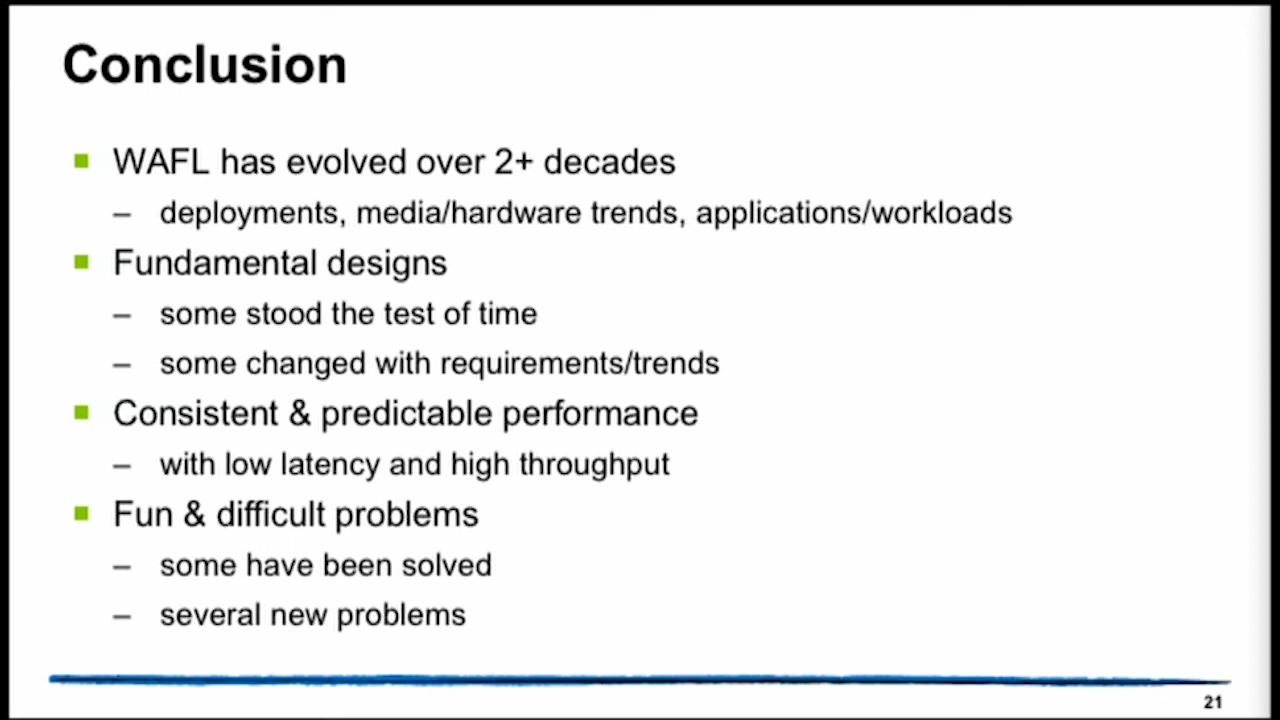 Conclusion
WAFL has evolved over 2+ decades
– deployments, media/hardware trends, applications/workloads
Fundamental designs
– some stood the test of time
– some changed with requirements/trends
Consistent & predictable performance
– with low latency and high throughput
Fun & difficult problems
– some have been solved
– several new problems
21